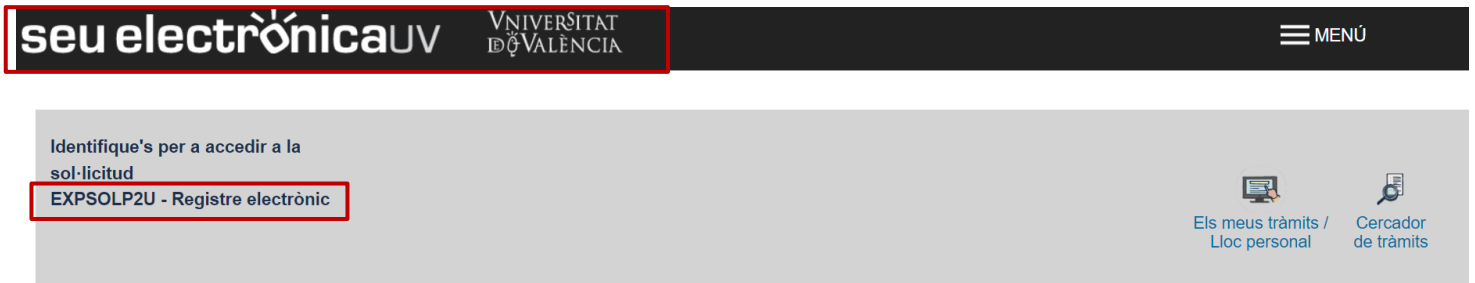 seu electrònicauv
VNIVERSITAT
D VALÈNCIA
MENÚ
Identifique's per a accedir a la
sol·licitud
EXPSOLP2U - Registre electrònic
Els meus tràmits /
Lloc personal
Cercador
de tràmits